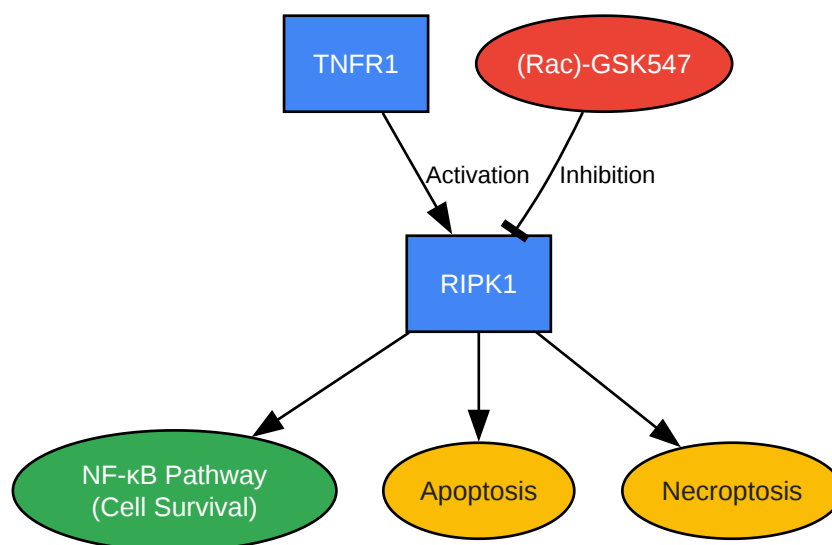 TNFR1
(Rac)-GSK547
Activation
Inhibition
RIPK1
NF-κB Pathway
(Cell Survival)
Apoptosis
Necroptosis